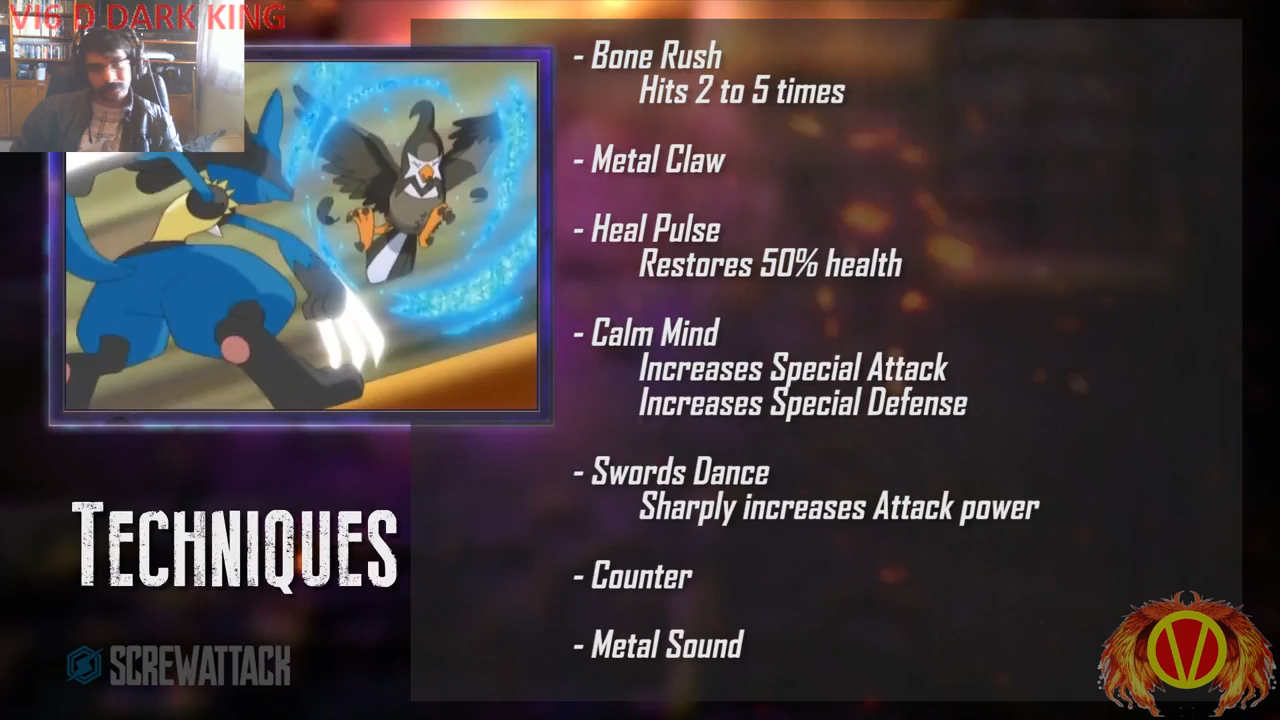 VI6 D DARK KING
- Bone Rush
Hits 2 to 5 times
- Metal Claw
- Heal Pulse
Restores 50% health
- Calm Mind
Increases Special Attack
Increases Special Defense
- Swords Dance
Sharply increases Attack power
- Counter
- Metal Sound
TECHNIQUES
SCREWATTACK
V